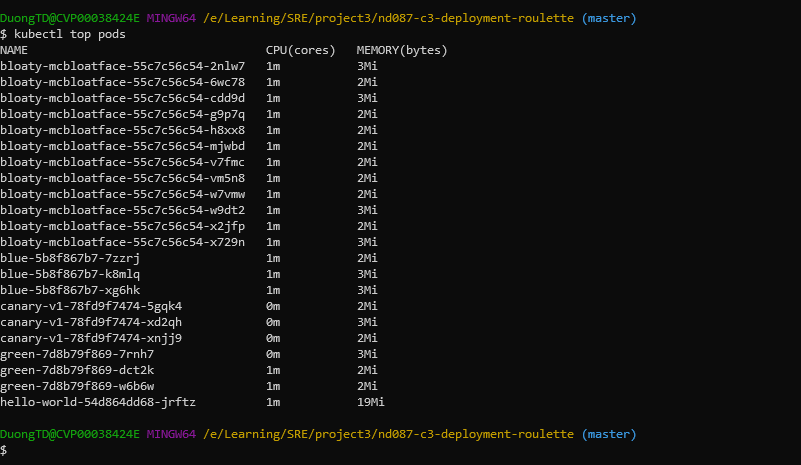 DuongTD@CVP00038424E MINGW64 /e/Learning/SRE/project3/nd087-c3-deployment-roulette (master)
$ kubectl top pods
NAME CPU(cores) MEMORY(bytes)
bloaty-mcbloatface-55c7c56c54-2nlw7 1m 3Mi
bloaty-mcbloatface-55c7c56c54-6wc78 1m 2Mi
bloaty-mcbloatface-55c7c56c54-cdd9d 1m 3Mi
bloaty-mcbloatface-55c7c56c54-g9p7q 1m 2Mi
bloaty-mcbloatface-55c7c56c54-h8xx8 1m 2Mi
bloaty-mcbloatface-55c7c56c54-mjwbd 1m 2Mi
bloaty-mcbloatface-55c7c56c54-v7fmc 1m 2Mi
bloaty-mcbloatface-55c7c56c54-vm5n8 1m 2Mi
bloaty-mcbloatface-55c7c56c54-w7vmw 1m 2Mi
bloaty-mcbloatface-55c7c56c54-w9dt2 1m 3Mi
bloaty-mcbloatface-55c7c56c54-x2jfp 1m 2Mi
bloaty-mcbloatface-55c7c56c54-x729n 1m 3Mi
blue-5b8f867b7-7zzrj 1m 2Mi
blue-5b8f867b7-k8mlq 1m 3Mi
blue-5b8f867b7-xg6hk 1m 3Mi
canary-v1-78fd9f7474-5gqk4 0m 2Mi
canary-v1-78fd9f7474-xd2qh 0m 3Mi
canary-v1-78fd9f7474-xnjj9 0m 2Mi
green-7d8b79f869-7rnh7 0m 3Mi
green-7d8b79f869-dct2k 1m 2Mi
green-7d8b79f869-w6b6w 1m 2Mi
hello-world-54d864dd68-jrftz 1m 19Mi
DuongTD@CVP00038424E MINGW64 /e/Learning/SRE/project3/nd087-c3-deployment-roulette (master)
$